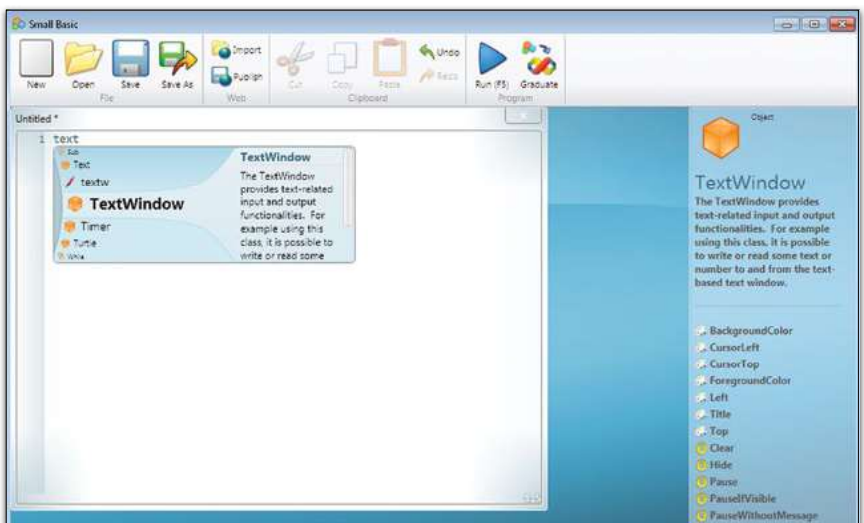 Small Basic
New
Open
Save
Save As
File
Import
Publish
Web
Cut
Copy
Paste
Clipboard
Undo
Redo
Run (F5)
Graduate
Program
Untitled *
1 text
Sub
Text
textw
TextWindow
Timer
Turtle
While
TextWindow
The TextWindow
provides text-related
input and output
functionalities. For
example using this
class, it is possible to
write or read some
Object
TextWindow
The TextWindow provides
text-related input and output
functionalities. For example
using this class, it is possible
to write or read some text or
number to and from the text-
based text window.
BackgroundColor
CursorLeft
CursorTop
ForegroundColor
Left
Title
Top
Clear
Hide
Pause
PauseIfVisible
PauseWithoutMessage